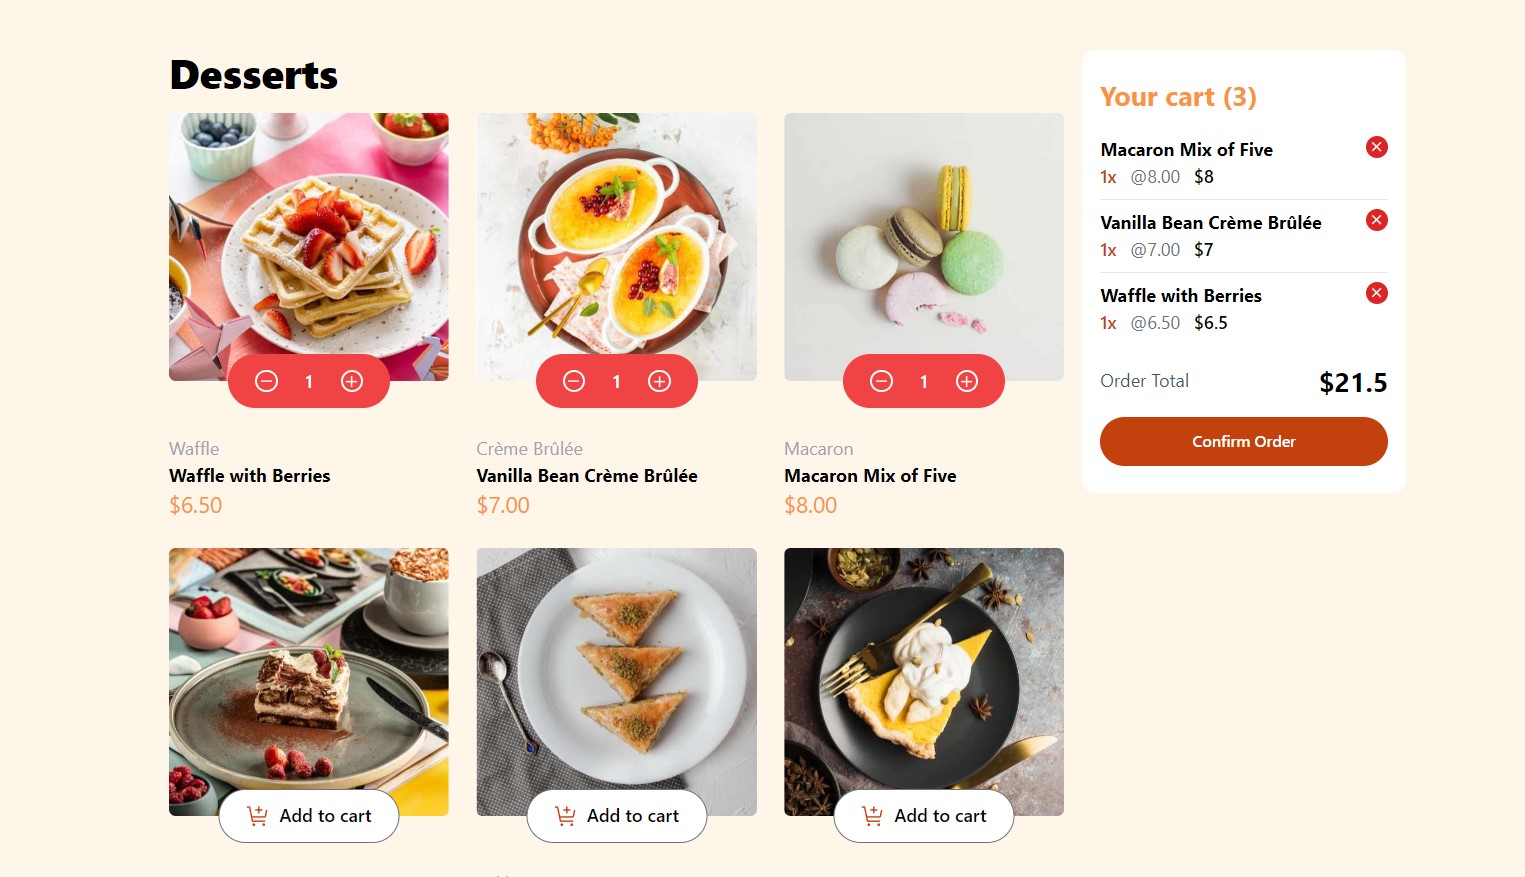 Desserts
1
1
1
Waffle
Waffle with Berries
$6.50
Crème Brûlée
Vanilla Bean Crème Brûlée
$7.00
Macaron
Macaron Mix of Five
$8.00
Add to cart
Add to cart
Add to cart
Your cart (3)
Macaron Mix of Five
1x @8.00 $8
Vanilla Bean Crème Brûlée
1x @7.00 $7
Waffle with Berries
1x @6.50 $6.5
Order Total $21.5
Confirm Order